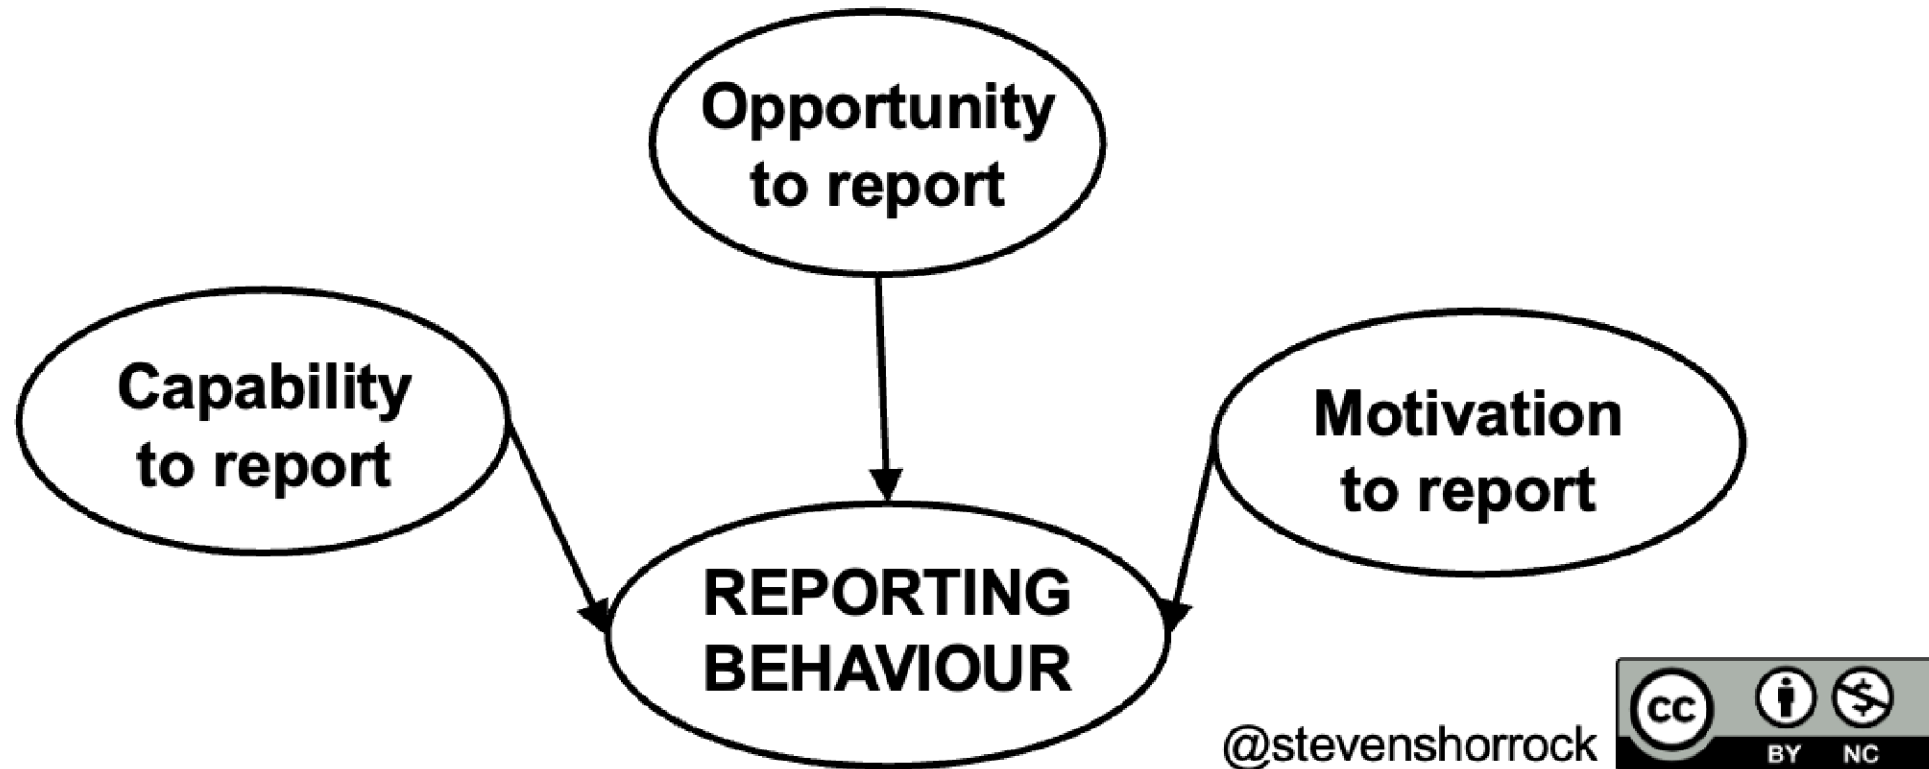 Opportunity
to report
Capability
to report
Motivation
to report
REPORTING
BEHAVIOUR
@stevenshorrock
CC
BY NC